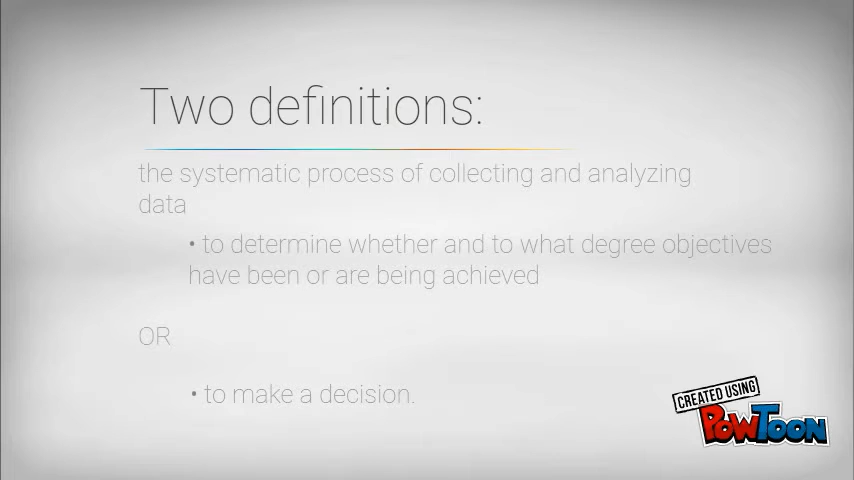 Two definitions:
the systematic process of collecting and analyzing
data
• to determine whether and to what degree objectives
have been or are being achieved
OR
• to make a decision.
CREATED USING
POWTOON